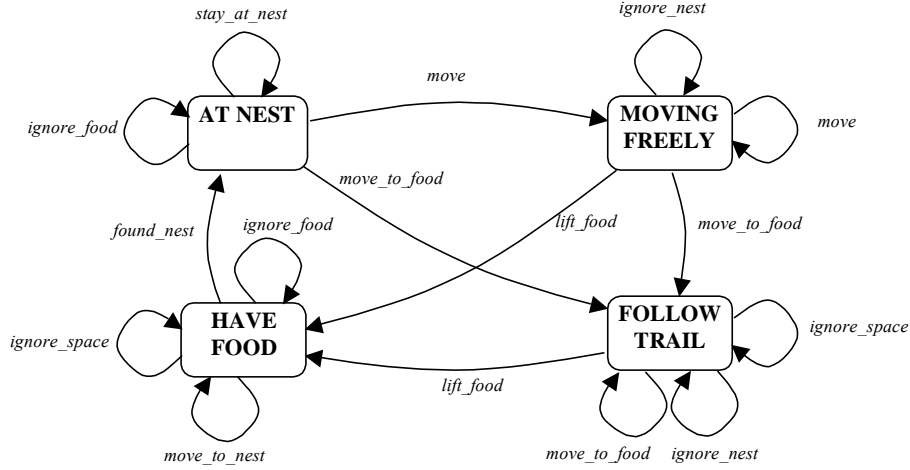 stay_at_nest
ignore_nest
move
AT NEST
MOVING
FREELY
ignore_food
move
move_to_food
found_nest
ignore_food
lift_food
move_to_food
HAVE
FOOD
FOLLOW
TRAIL
ignore_space
ignore_space
lift_food
move_to_nest
move_to_food
ignore_nest